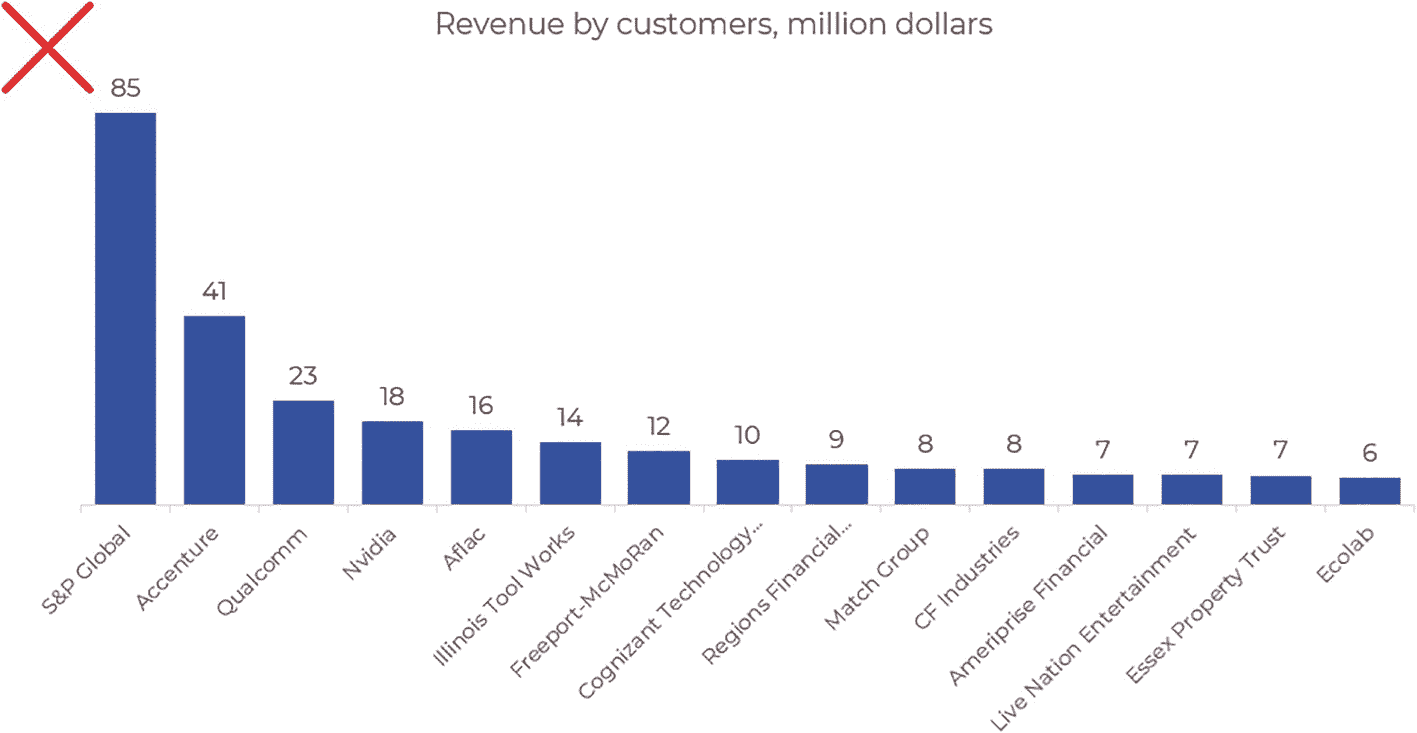 Revenue by customers, million dollars
85
41
23
18
16
14
12
10
9
8
8
7
7
7
6
S&P Global
Accenture
Qualcomm
Nvidia
Aflac
Illinois Tool Works
Freeport-McMoRan
Cognizant Technology...
Regions Financial...
Match Group
CF Industries
Ameriprise Financial
Live Nation Entertainment
Essex Property Trust
Ecolab